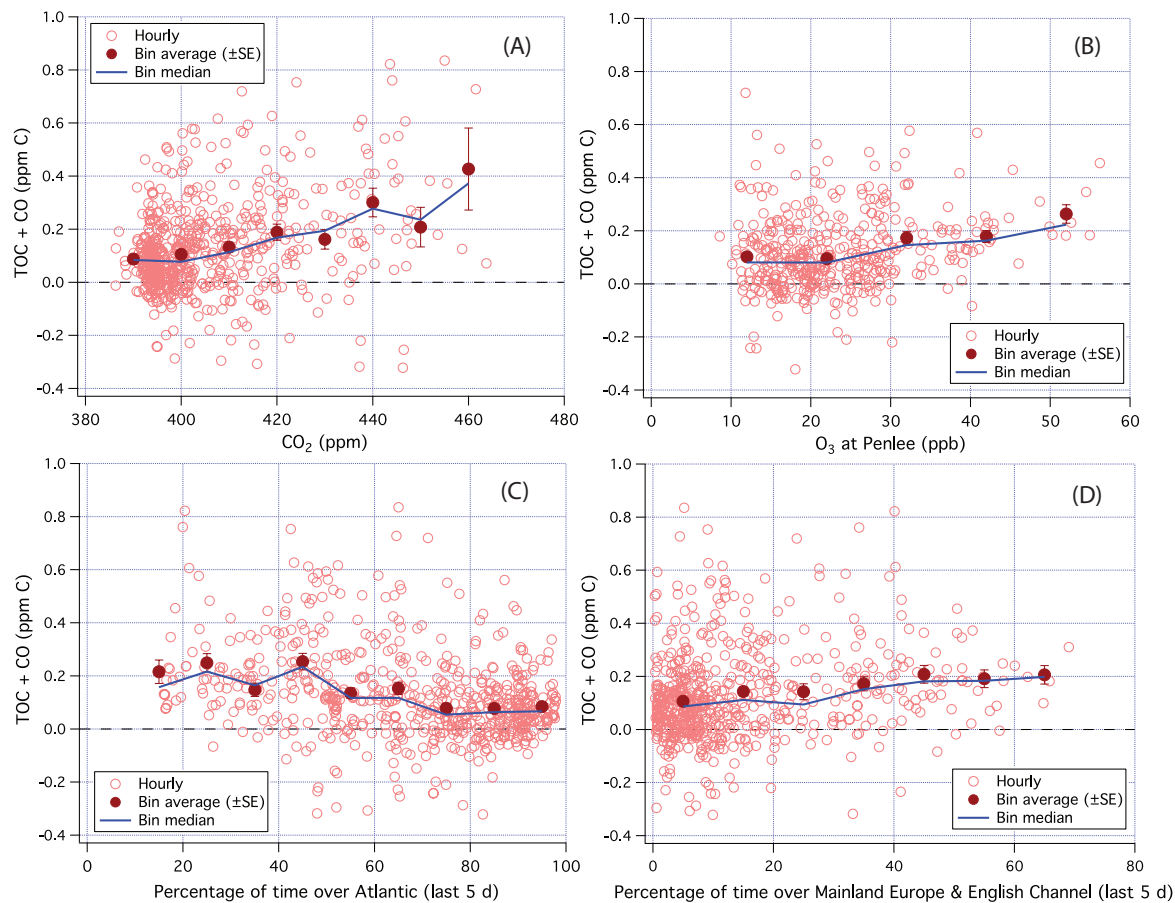 (A)
Hourly
Bin average (±SE)
Bin median
TOC + CO (ppm C)
1.0
0.8
0.6
0.4
0.2
0.0
-0.2
-0.4
380 400 420 440 460 480
CO₂ (ppm)
(B)
TOC + CO (ppm C)
1.0
0.8
0.6
0.4
0.2
0.0
-0.2
-0.4
Hourly
Bin average (±SE)
Bin median
0 10 20 30 40 50 60
O₃ at Penlee (ppb)
(C)
TOC + CO (ppm C)
1.0
0.8
0.6
0.4
0.2
0.0
-0.2
-0.4
Hourly
Bin average (±SE)
Bin median
0 20 40 60 80 100
Percentage of time over Atlantic (last 5 d)
(D)
TOC + CO (ppm C)
1.0
0.8
0.6
0.4
0.2
0.0
-0.2
-0.4
Hourly
Bin average (±SE)
Bin median
0 20 40 60 80
Percentage of time over Mainland Europe & English Channel (last 5 d)